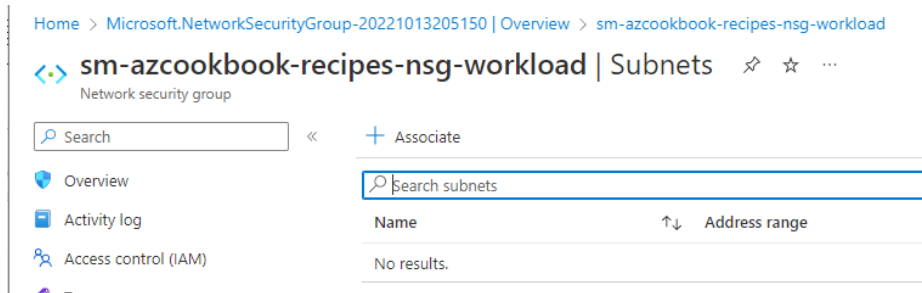 Home > Microsoft.NetworkSecurityGroup-20221013205150 | Overview > sm-azcookbook-recipes-nsg-workload
sm-azcookbook-recipes-nsg-workload | Subnets
Network security group
Search
Associate
Overview
Search subnets
Activity log
Name Address range
Access control (IAM)
No results.